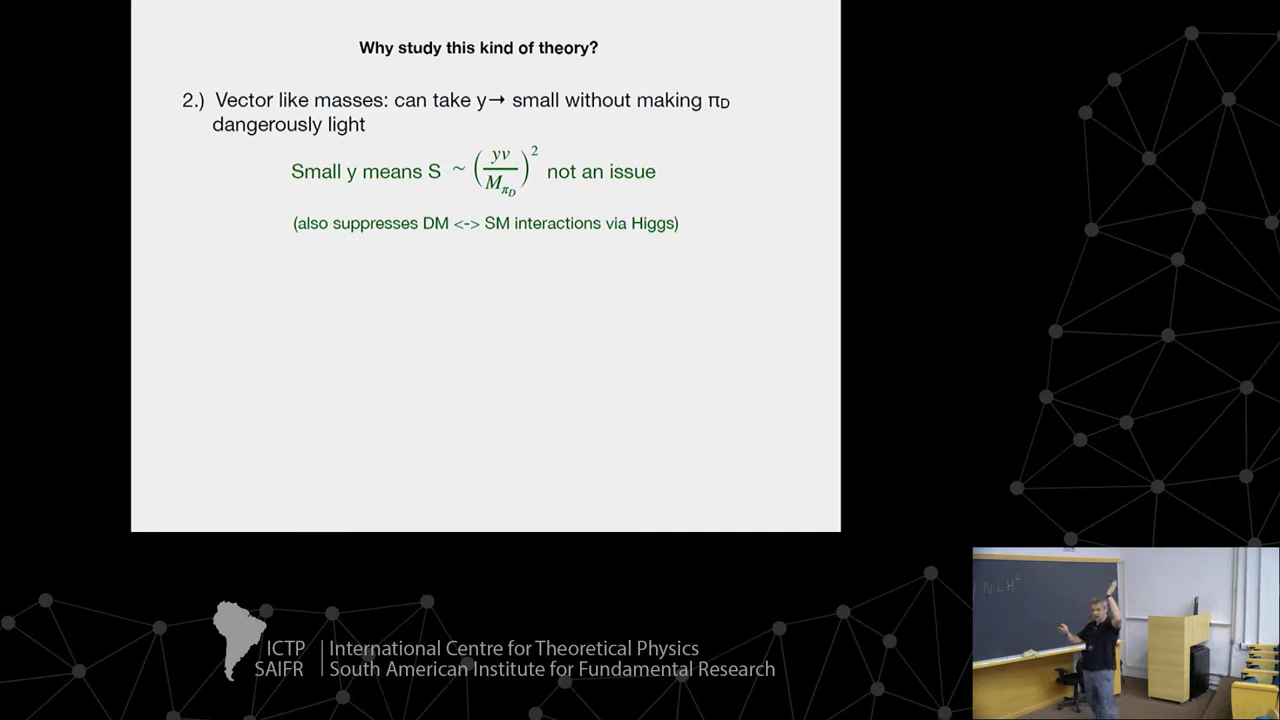 Why study this kind of theory?
2.) Vector like masses: can take y→ small without making πD
dangerously light
Small y means S ~ (yv/M_{π_D})^2 not an issue
(also suppresses DM <-> SM interactions via Higgs)
N L H
ICTP | International Centre for Theoretical Physics
SAIFR | South American Institute for Fundamental Research